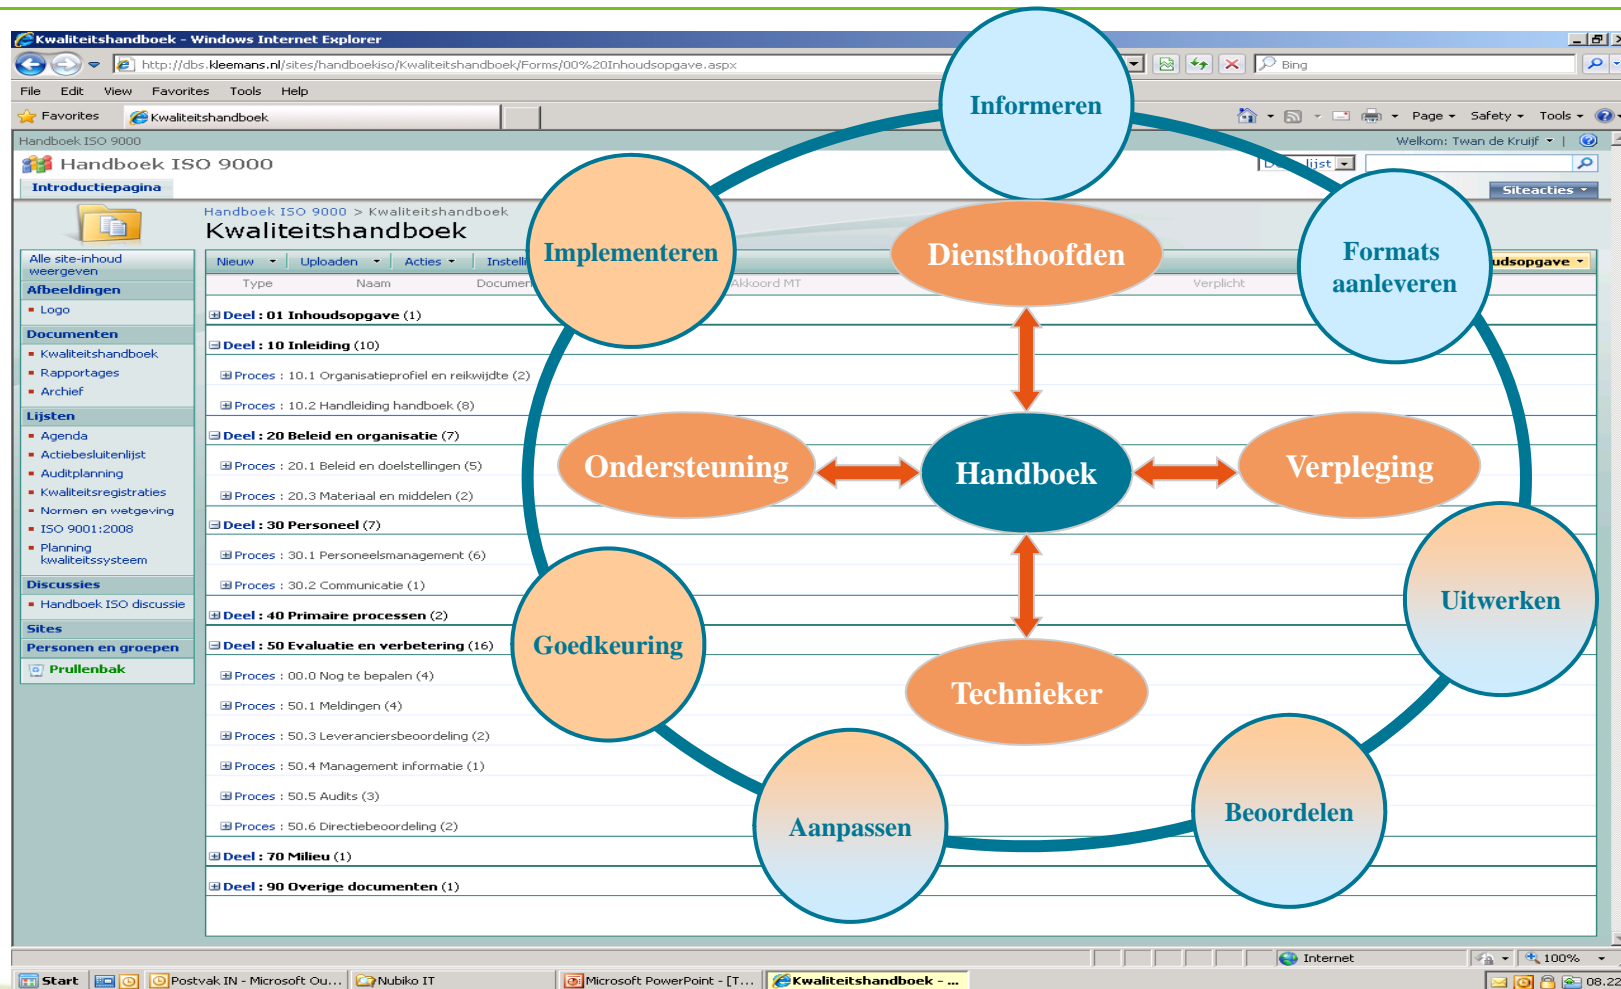 Kwaliteitshandboek - Windows Internet Explorer
http://dbs.kleemans.nl/sites/handboekiso/Kwaliteitshandboek/Forms/00%20Inhoudsopgave.aspx
Bing
File Edit View Favorites Tools Help
Favorites
Kwaliteitshandboek
Page Safety Tools
Handboek ISO 9000
Welkom: Twan de Kruijf
Handboek ISO 9000
lijst
Introductiepagina
Siteacties
Handboek ISO 9000 > Kwaliteitshandboek
Kwaliteitshandboek
Nieuw Uploaden Acties Instelli
udsopgave
Type Naam Documen Akkoord MT Verplicht
Alle site-inhoud
weergeven
Afbeeldingen
Logo
Documenten
Kwaliteitshandboek
Rapportages
Archief
Lijsten
Agenda
Actiebesluitenlijst
Auditplanning
Kwaliteitsregistraties
Normen en wetgeving
ISO 9001:2008
Planning
kwaliteitssysteem
Discussies
Handboek ISO discussie
Sites
Personen en groepen
Prullenbak
Deel : 01 Inhoudsopgave (1)
Deel : 10 Inleiding (10)
Proces : 10.1 Organisatieprofiel en reikwijdte (2)
Proces : 10.2 Handleiding handboek (8)
Deel : 20 Beleid en organisatie (7)
Proces : 20.1 Beleid en doelstellingen (5)
Proces : 20.3 Materiaal en middelen (2)
Deel : 30 Personeel (7)
Proces : 30.1 Personeelsmanagement (6)
Proces : 30.2 Communicatie (1)
Deel : 40 Primaire processen (2)
Deel : 50 Evaluatie en verbetering (16)
Proces : 00.0 Nog te bepalen (4)
Proces : 50.1 Meldingen (4)
Proces : 50.3 Leveranciersbeoordeling (2)
Proces : 50.4 Management informatie (1)
Proces : 50.5 Audits (3)
Proces : 50.6 Directiebeoordeling (2)
Deel : 70 Milieu (1)
Deel : 90 Overige documenten (1)
Informeren
Formats
aanleveren
Uitwerken
Beoordelen
Aanpassen
Goedkeuring
Implementeren
Diensthoofden
Ondersteuning
Handboek
Verpleging
Technieker
Internet
100%
Start
Postvak IN - Microsoft Ou...
Nubiko IT
Microsoft PowerPoint - [T...
Kwaliteitshandboek - ...
08.22